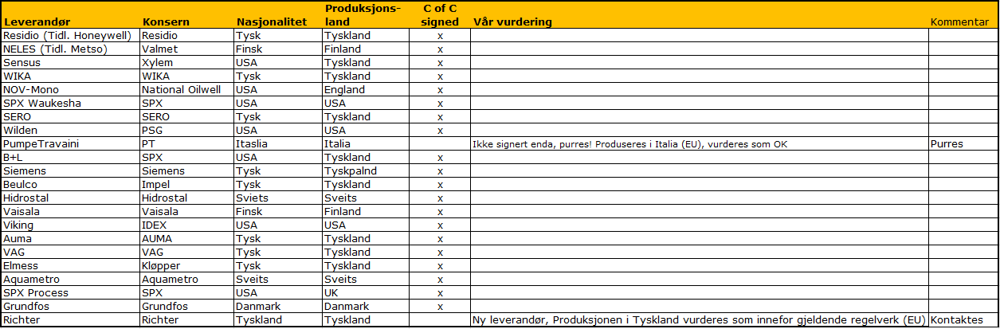 Produksjons- C of C
Leverandør Konsern Nasjonalitet land signed Vår vurdering Kommentar
Residio (Tidl. Honeywell) Residio Tysk Tyskland x
NELES (Tidl. Metso) Valmet Finsk Finland x
Sensus Xylem USA Tyskland x
WIKA WIKA Tysk Tyskland x
NOV-Mono National Oilwell USA England x
SPX Waukesha SPX USA USA x
SERO SERO Tysk Tyskland x
Wilden PSG USA USA x
PumpeTravaini PT Itaslia Italia Ikke signert enda, purres! Produseres i Italia (EU), vurderes som OK Purres
B+L SPX USA Tyskland x
Siemens Siemens Tysk Tyskpalnd x
Beulco Impel Tysk Tyskland x
Hidrostal Hidrostal Sviets Sveits x
Vaisala Vaisala Finsk Finland x
Viking IDEX USA USA x
Auma AUMA Tysk Tyskland x
VAG VAG Tysk Tyskland x
Elmess Kløpper Tysk Tyskland x
Aquametro Aquametro Sveits Sveits x
SPX Process SPX USA UK x
Grundfos Grundfos Danmark Danmark x
Richter Richter Tyskland Tyskland Ny leverandør, Produksjonen i Tyskland vurderes som innefor gjeldende regelverk (EU) Kontaktes